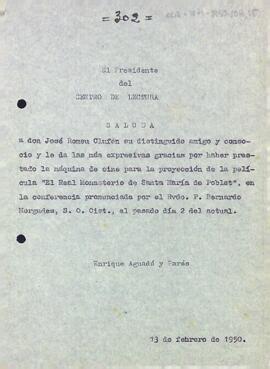 = 302 =
El Presidente
del
CENTRO DE LECTURA
S A L U D A
a don José Romeu Clufén su distinguido amigo y conso-
cio y le da las más expresivas gracias por haber pres-
tado la máquina de cine para la proyección de la pelí-
cula "El Real Monasterio de Santa María de Poblet", en
la conferencia pronunciada por el Rvdo. P. Bernardo
Morgades, S. O. Cist., el pasado día 2 del actual.
Enrique Aguadé y Parés
13 de febrero de 1950.